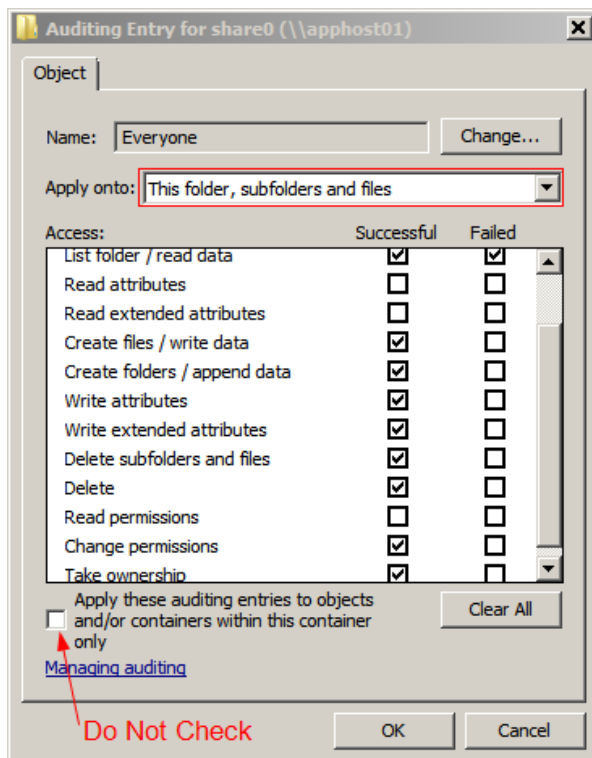 Auditing Entry for share0 (\\apphost01)
Object
Name: Everyone Change...
Apply onto: This folder, subfolders and files
Access: Successful Failed
List folder / read data
Read attributes
Read extended attributes
Create files / write data
Create folders / append data
Write attributes
Write extended attributes
Delete subfolders and files
Delete
Read permissions
Change permissions
Take ownership
Apply these auditing entries to objects
and/or containers within this container
only
Clear All
Managing auditing
Do Not Check
OK Cancel